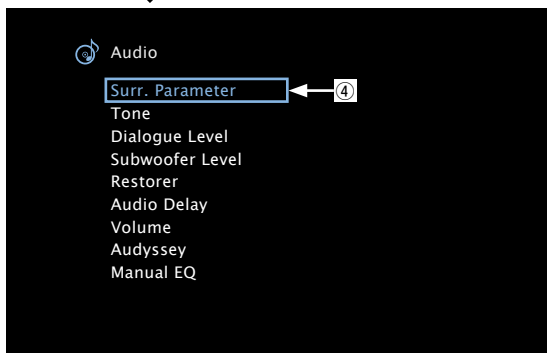 Audio
Surr. Parameter ④
Tone
Dialogue Level
Subwoofer Level
Restorer
Audio Delay
Volume
Audyssey
Manual EQ